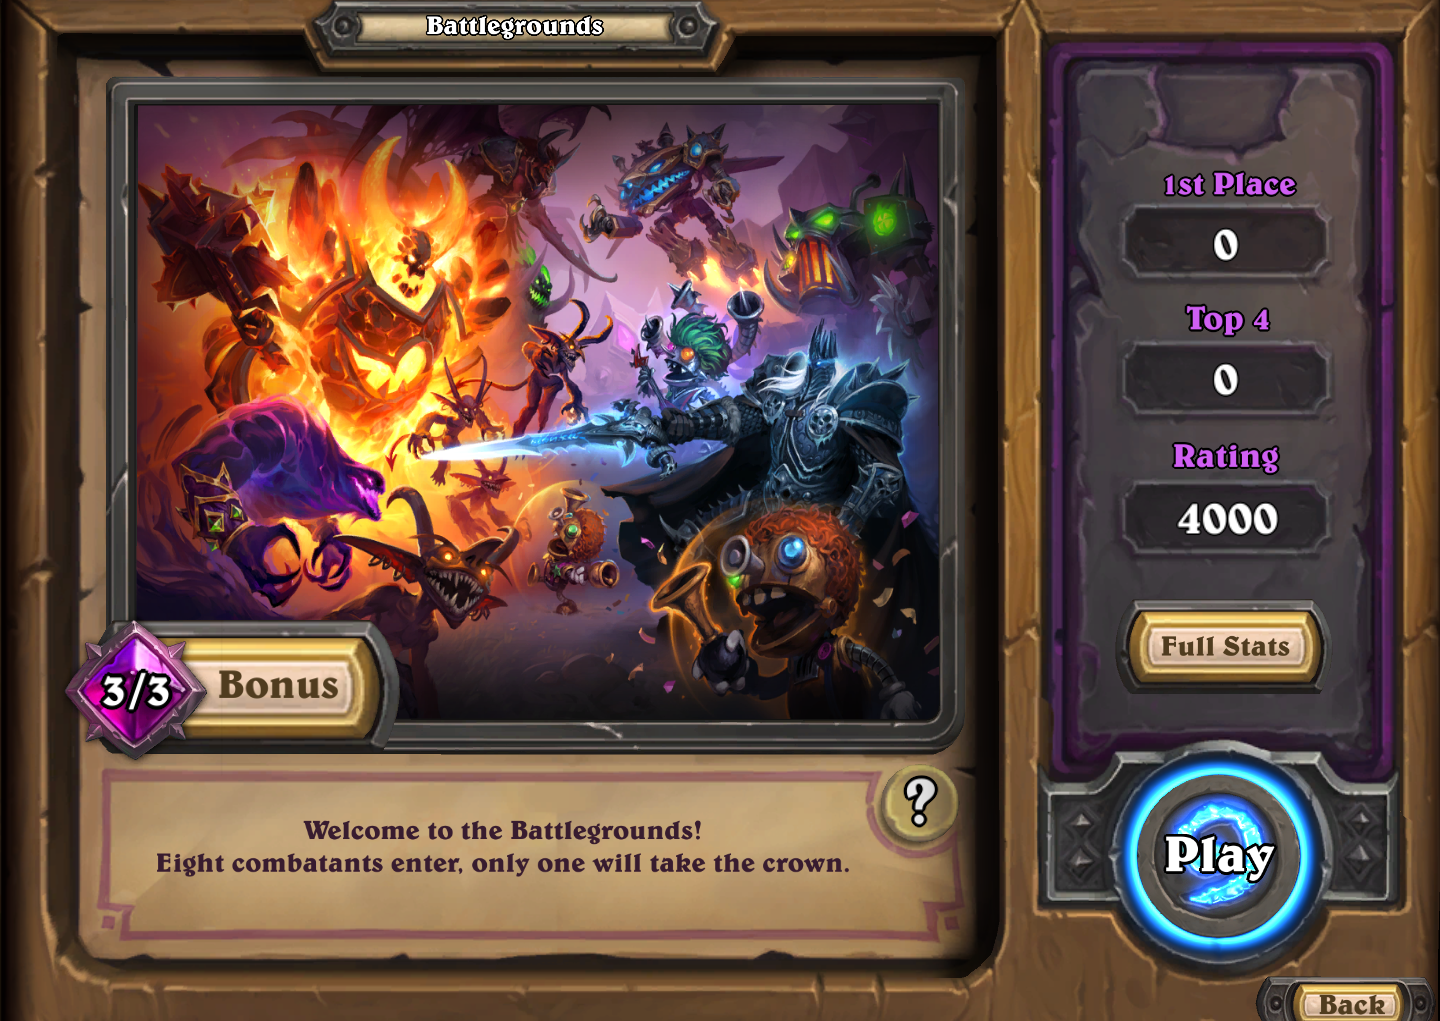 Battlegrounds
1st Place
0
Top 4
0
Rating
4000
Full Stats
3/3
Bonus
?
Welcome to the Battlegrounds!
Eight combatants enter, only one will take the crown.
Play
Back